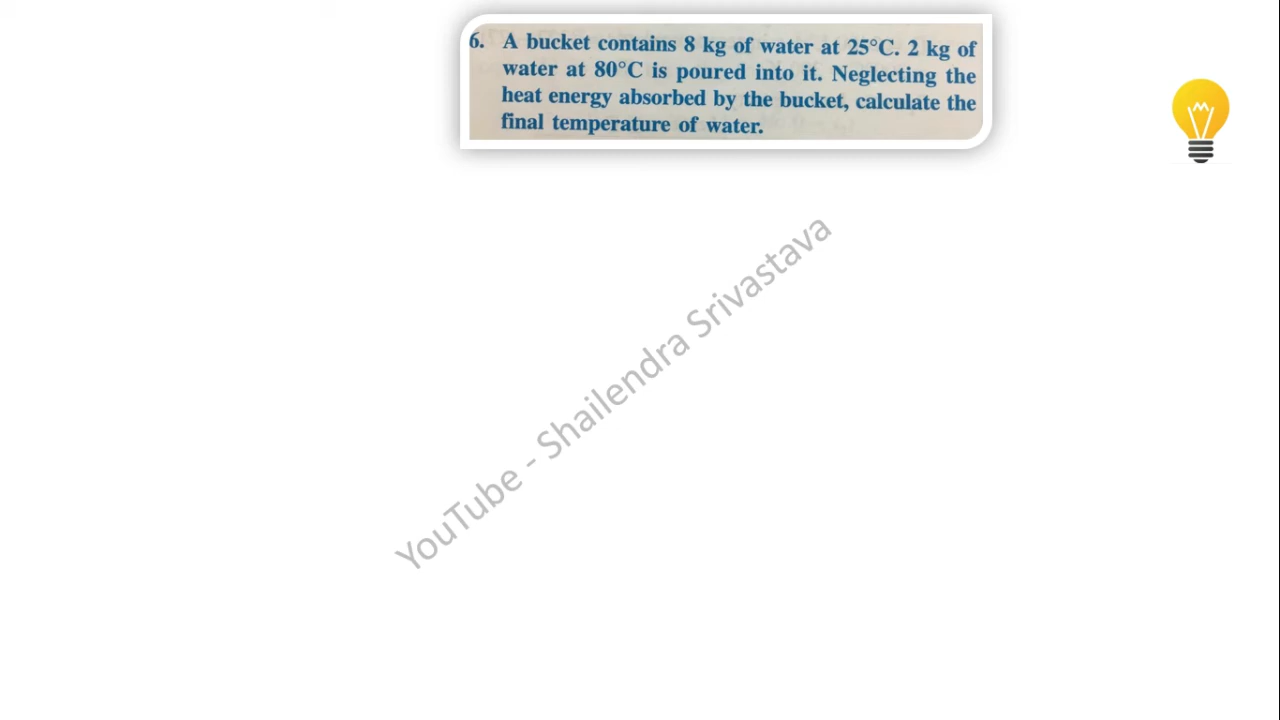 6. A bucket contains 8 kg of water at 25°C. 2 kg of
water at 80°C is poured into it. Neglecting the
heat energy absorbed by the bucket, calculate the
final temperature of water.
YouTube - Shailendra Srivastava